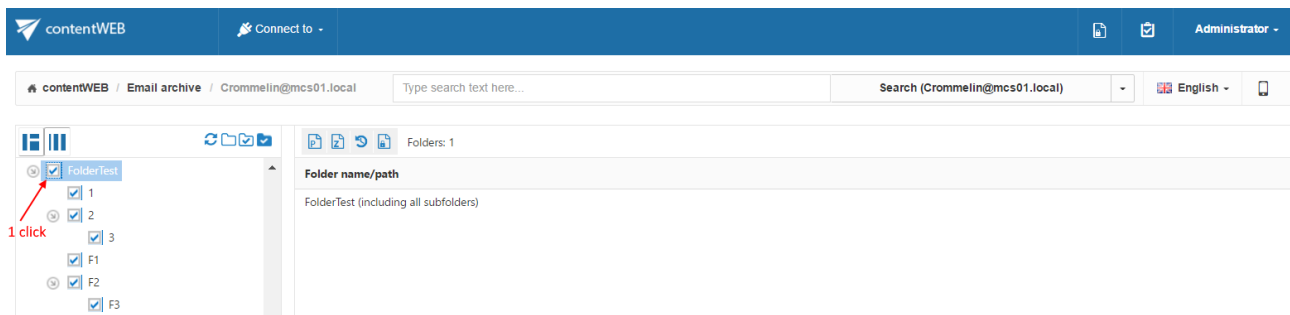 contentWEB Connect to Administrator
contentWEB / Email archive / Crommelin@mcs01.local Type search text here... Search (Crommelin@mcs01.local) English
Folders: 1
FolderTest
Folder name/path
1
FolderTest (including all subfolders)
2
1 click
3
F1
F2
F3